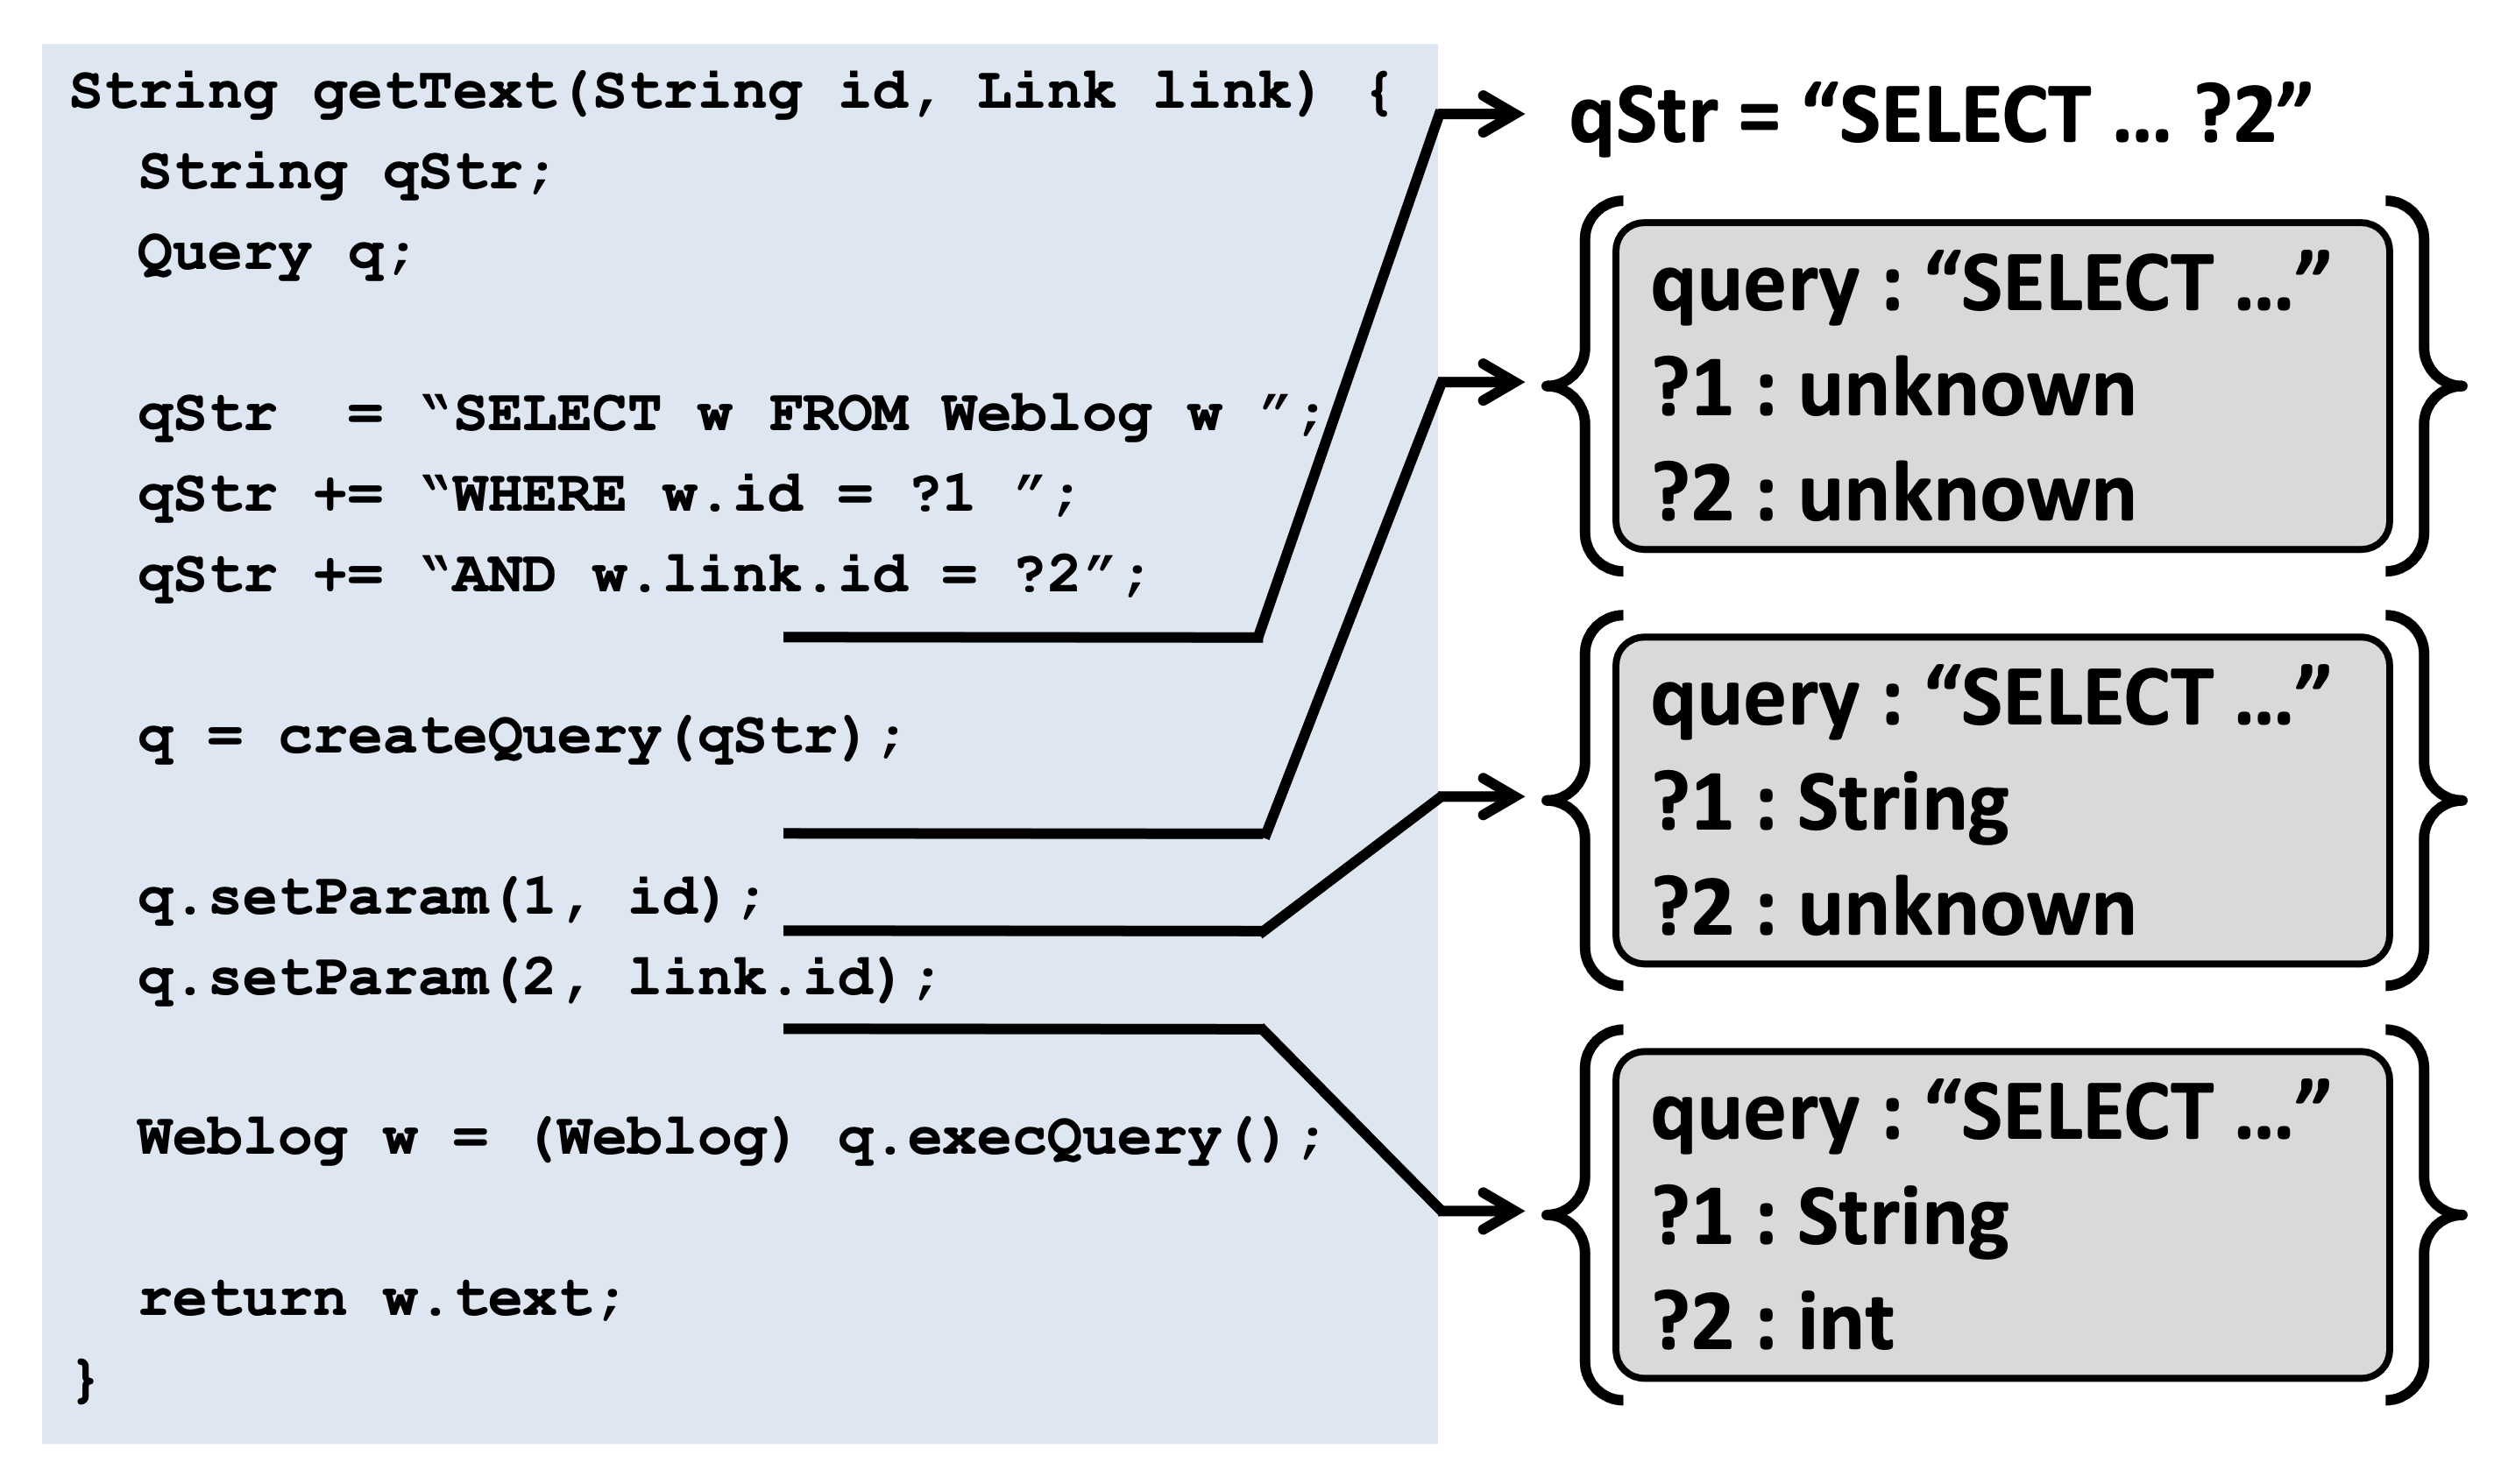 String getText(String id, Link link) {
String qStr;
Query q;
qStr = “SELECT w FROM Weblog w ”;
qStr += “WHERE w.id = ?1 ”;
qStr += “AND w.link.id = ?2”;
q = createQuery(qStr);
q.setParam(1, id);
q.setParam(2, link.id);
Weblog w = (Weblog) q.execQuery();
return w.text;
}
qStr = “SELECT … ?2”
query : “SELECT …”
?1 : unknown
?2 : unknown
query : “SELECT …”
?1 : String
?2 : unknown
query : “SELECT …”
?1 : String
?2 : int